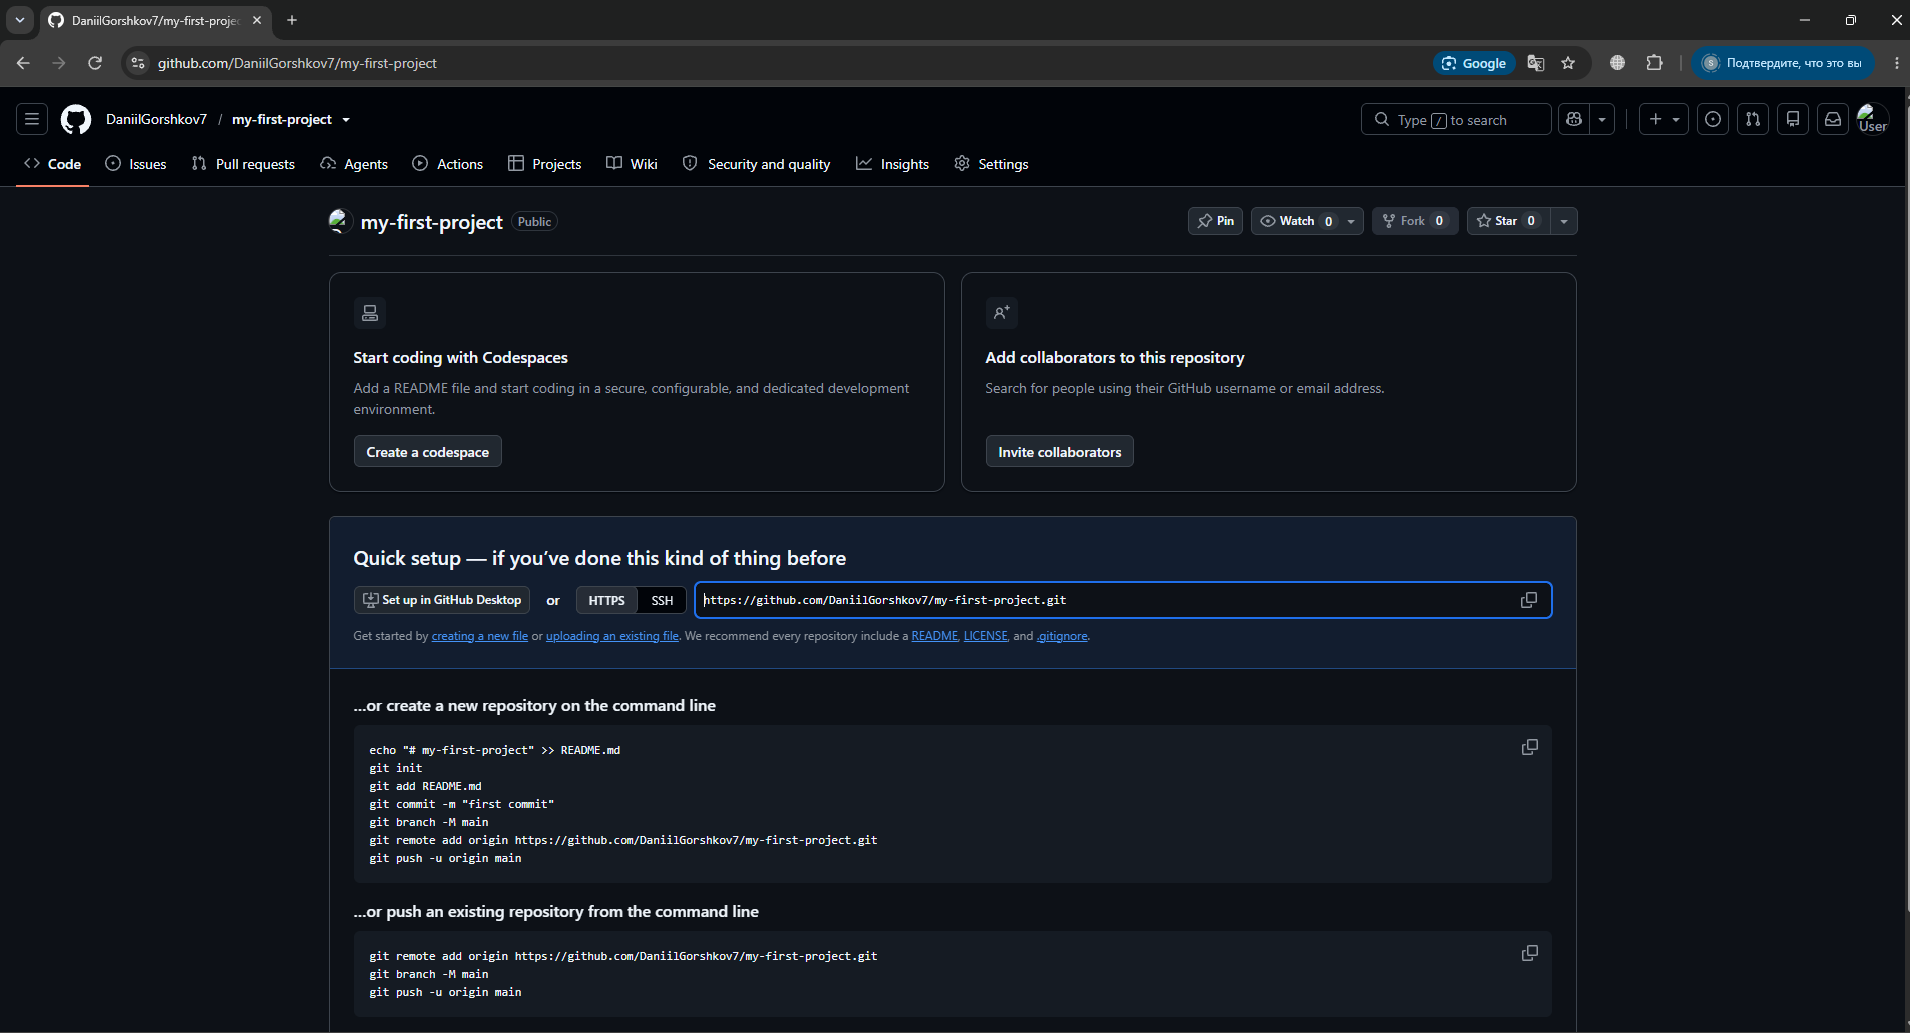 DaniilGorshkov7/my-first-projec
github.com/DaniilGorshkov7/my-first-project
Google
Подтвердите, что это вы
DaniilGorshkov7 / my-first-project
Type / to search
Code
Issues
Pull requests
Agents
Actions
Projects
Wiki
Security and quality
Insights
Settings
User
my-first-project
Public
Pin
Watch 0
Fork 0
Star 0
Start coding with Codespaces
Add a README file and start coding in a secure, configurable, and dedicated development
environment.
Create a codespace
Add collaborators to this repository
Search for people using their GitHub username or email address.
Invite collaborators
Quick setup — if you’ve done this kind of thing before
Set up in GitHub Desktop
or
HTTPS
SSH
https://github.com/DaniilGorshkov7/my-first-project.git
Get started by creating a new file or uploading an existing file. We recommend every repository include a README, LICENSE, and .gitignore.
...or create a new repository on the command line
echo "# my-first-project" >> README.md
git init
git add README.md
git commit -m "first commit"
git branch -M main
git remote add origin https://github.com/DaniilGorshkov7/my-first-project.git
git push -u origin main
...or push an existing repository from the command line
git remote add origin https://github.com/DaniilGorshkov7/my-first-project.git
git branch -M main
git push -u origin main